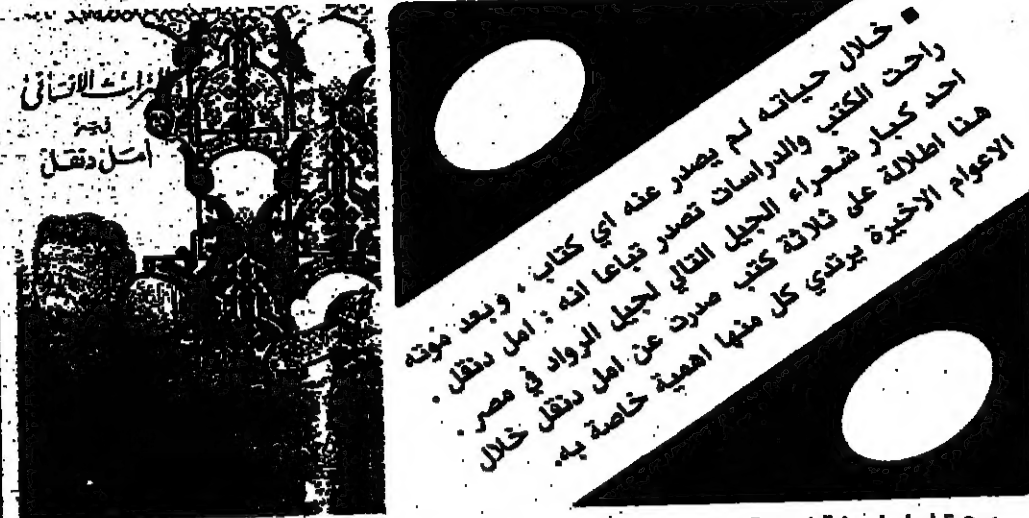 ■ خلال حياته لم يصدر عنه اي كتاب ، وبعد موته
راحت الكتب والدراسات تصدر تباعا انه : امل دنقل .
احد كبار شعراء الجيل التالي لجيل الرواد في مصر .
هنا اطلالة على ثلاثة كتب صدرت عن امل دنقل خلال
الاعوام الاخيرة يرتدي كل منها اهمية خاصة به .
التراث الانساني
أمل دنقل